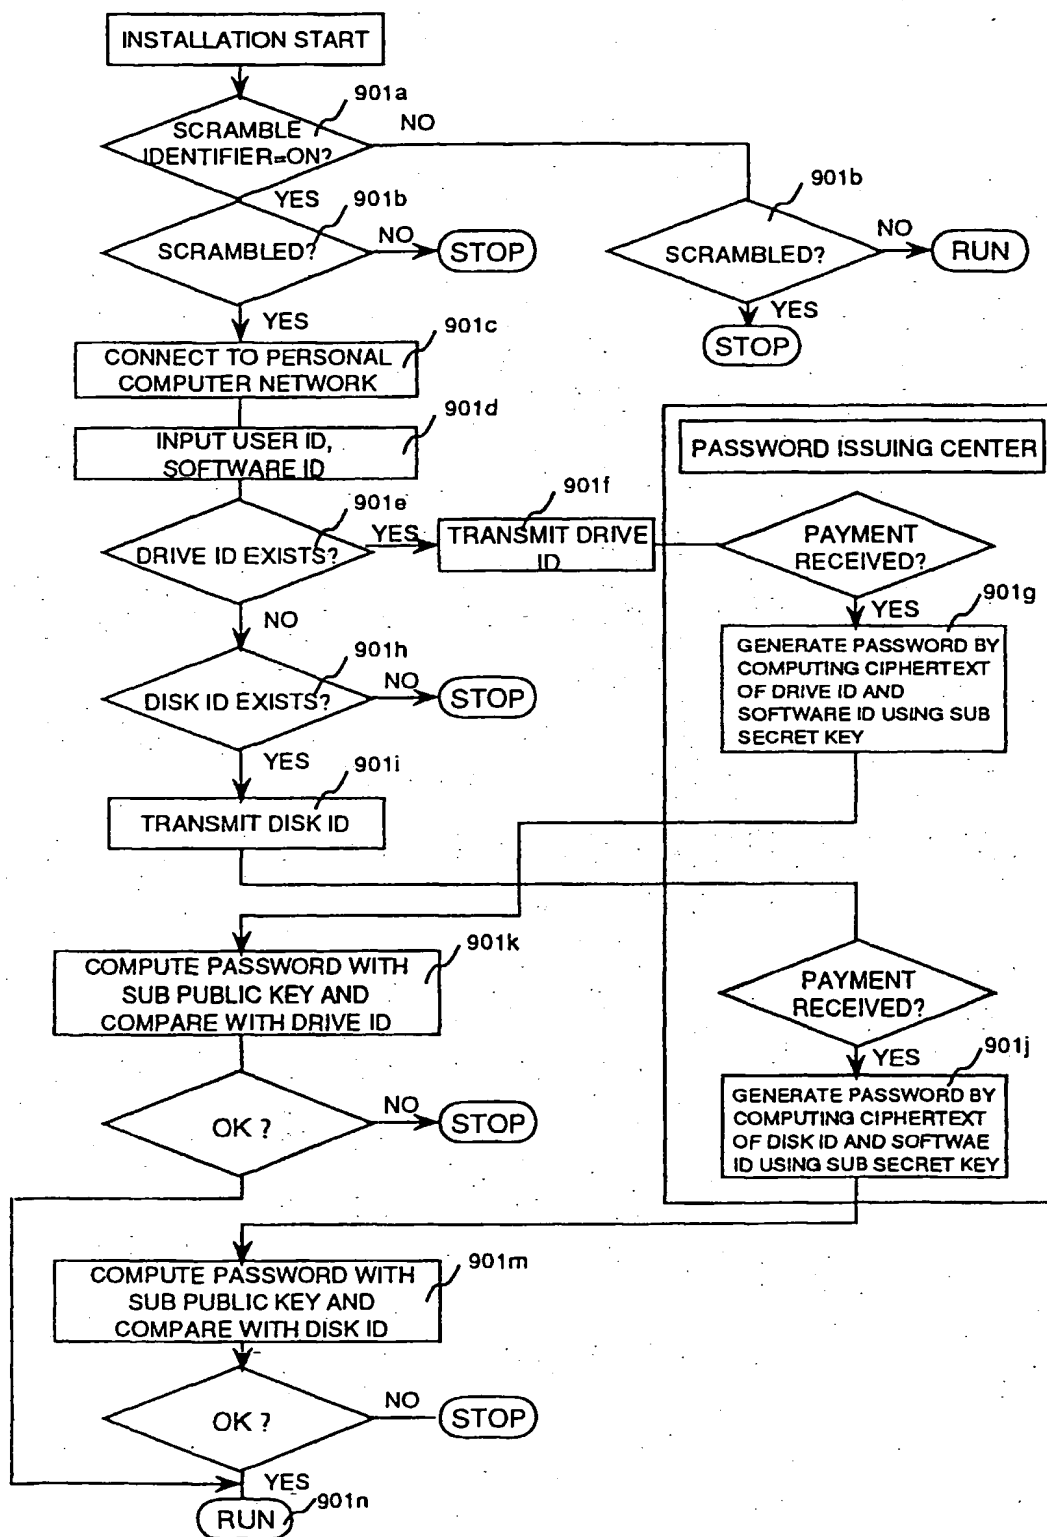 INSTALLATION START
901a
SCRAMBLE
IDENTIFIER=ON?
NO
YES
901b
SCRAMBLED?
NO
STOP
901b
SCRAMBLED?
NO
RUN
YES
STOP
YES
901c
CONNECT TO PERSONAL
COMPUTER NETWORK
901d
INPUT USER ID,
SOFTWARE ID
PASSWORD ISSUING CENTER
901e
DRIVE ID EXISTS?
YES
901f
TRANSMIT DRIVE
ID
PAYMENT
RECEIVED?
YES
901g
GENERATE PASSWORD BY
COMPUTING CIPHERTEXT
OF DRIVE ID AND
SOFTWARE ID USING SUB
SECRET KEY
NO
901h
DISK ID EXISTS?
NO
STOP
YES
901i
TRANSMIT DISK ID
901k
COMPUTE PASSWORD WITH
SUB PUBLIC KEY AND
COMPARE WITH DRIVE ID
PAYMENT
RECEIVED?
YES
901j
GENERATE PASSWORD BY
COMPUTING CIPHERTEXT
OF DISK ID AND SOFTWAE
ID USING SUB SECRET KEY
OK ?
NO
STOP
901m
COMPUTE PASSWORD WITH
SUB PUBLIC KEY AND
COMPARE WITH DISK ID
OK ?
NO
STOP
YES
RUN
901n